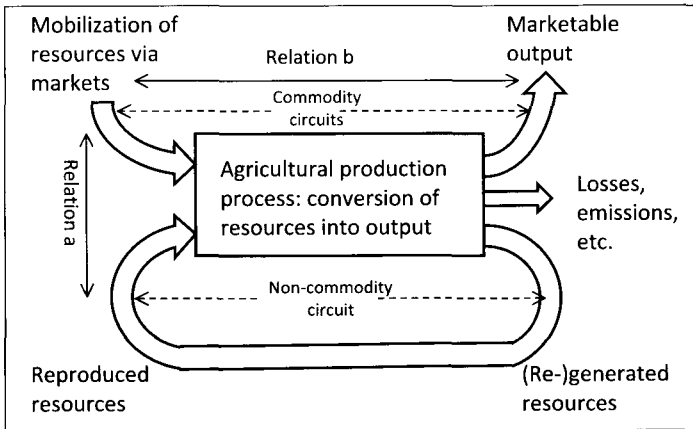 Mobilization of
resources via
markets
Marketable
output
Relation b
Commodity
circuits
Relation a
Agricultural production
process: conversion of
resources into output
Losses,
emissions,
etc.
Non-commodity
circuit
Reproduced
resources
(Re-)generated
resources